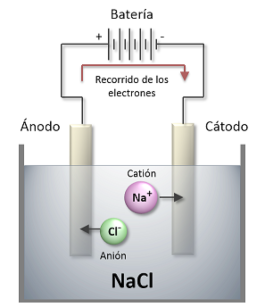 Batería
+ -
Recorrido de los
electrones
Ánodo
Cátodo
Catión
Na⁺
Cl⁻
Anión
NaCl